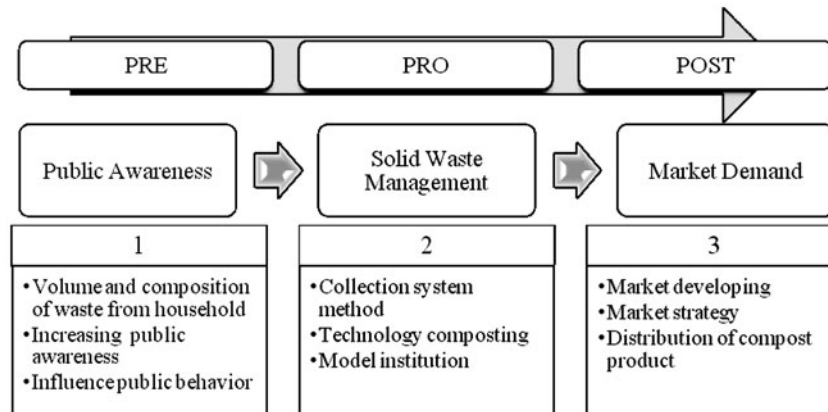 PRE
PRO
POST
Public Awareness
Solid Waste
Management
Market Demand
1
•Volume and composition
of waste from household
•Increasing public
awareness
•Influence public behavior
2
•Collection system
method
•Technology composting
•Model institution
3
•Market developing
•Market strategy
•Distribution of compost
product